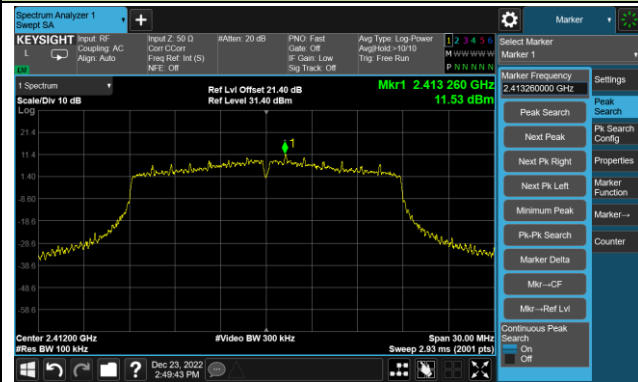 Spectrum Analyzer 1
Swept SA
Marker
KEYSIGHT
L
Input: RF
Coupling: AC
Align: Auto
Input Z: 50 Ω
Corr CCorr
Freq Ref: Int (S)
NFE: Off
#Atten: 20 dB
PNO: Fast
Gate: Off
IF Gain: Low
Sig Track: Off
Avg Type: Log-Power
Avg|Hold:>10/10
Trig: Free Run
1 2 3 4 5 6
M W W W W W
P N N N N N
Select Marker
Marker 1
1 Spectrum
Scale/Div 10 dB
Log
Ref Lvl Offset 21.40 dB
Ref Level 31.40 dBm
Mkr1 2.413 260 GHz
11.53 dBm
1
21.4
11.4
1.40
-8.60
-18.6
-28.6
-38.6
-48.6
-58.6
Center 2.41200 GHz
#Res BW 100 kHz
#Video BW 300 kHz
Span 30.00 MHz
Sweep 2.93 ms (2001 pts)
Marker Frequency
2.413260000 GHz
Peak Search
Next Peak
Next Pk Right
Next Pk Left
Minimum Peak
Pk-Pk Search
Marker Delta
Mkr→CF
Mkr→Ref Lvl
Continuous Peak
Search
On
Off
Settings
Peak
Search
Pk Search
Config
Properties
Marker
Function
Marker→
Counter
?
Dec 23, 2022
2:49:43 PM